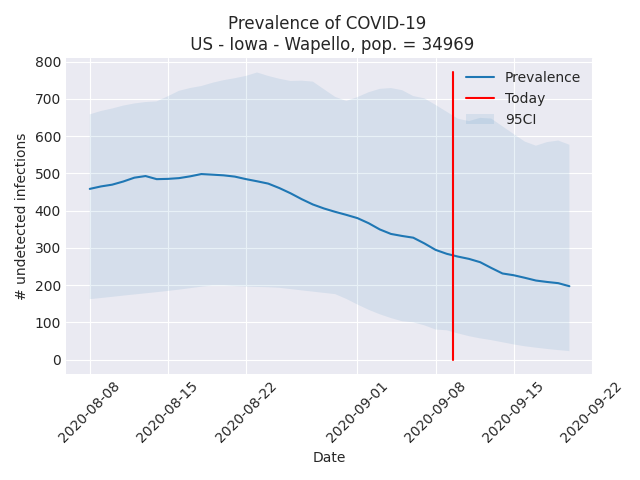 Prevalence of COVID-19
US - Iowa - Wapello, pop. = 34969
800
700
600
500
400
300
200
100
0
# undetected infections
Prevalence
Today
95CI
2020-08-08
2020-08-15
2020-08-22
2020-09-01
2020-09-08
2020-09-15
2020-09-22
Date